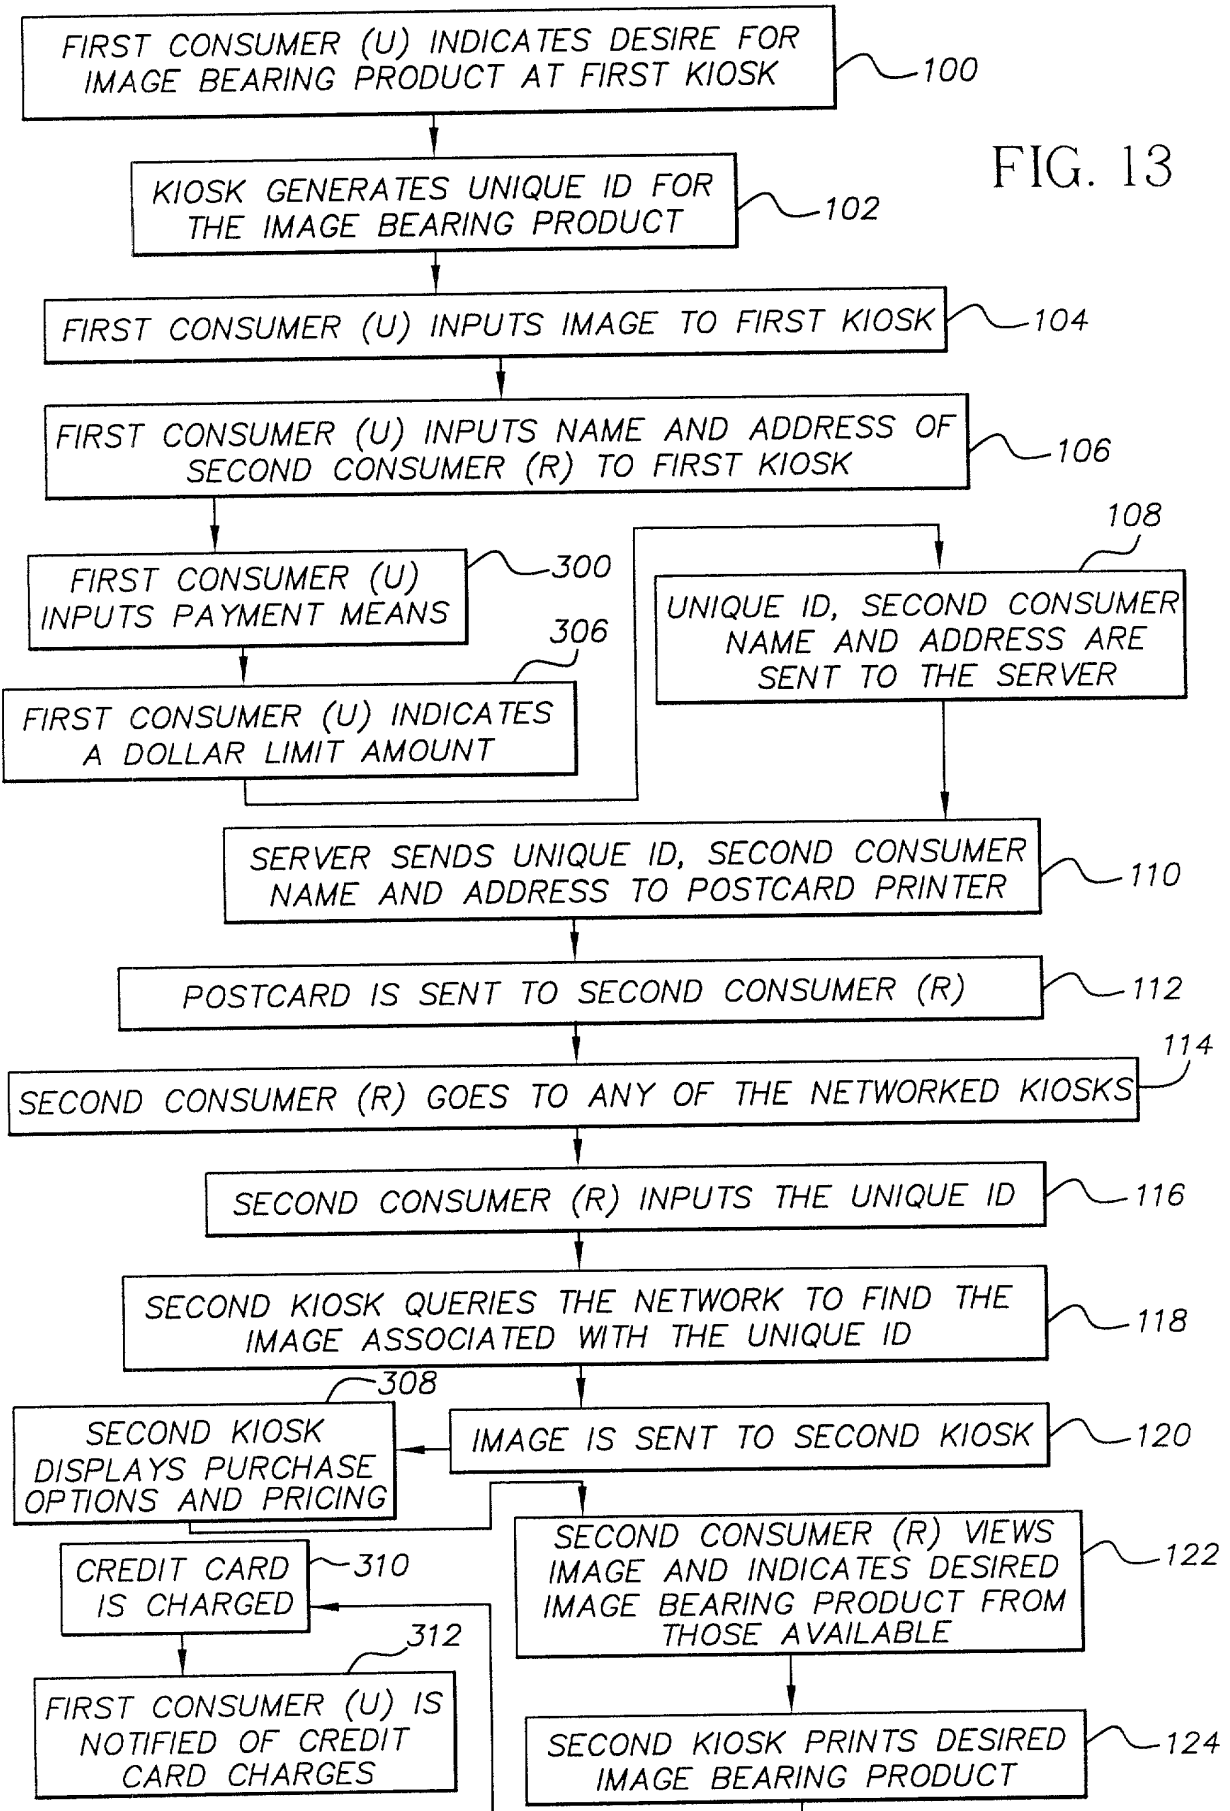 FIRST CONSUMER (U) INDICATES DESIRE FOR
IMAGE BEARING PRODUCT AT FIRST KIOSK
100
FIG. 13
KIOSK GENERATES UNIQUE ID FOR
THE IMAGE BEARING PRODUCT
102
FIRST CONSUMER (U) INPUTS IMAGE TO FIRST KIOSK
104
FIRST CONSUMER (U) INPUTS NAME AND ADDRESS OF
SECOND CONSUMER (R) TO FIRST KIOSK
106
FIRST CONSUMER (U)
INPUTS PAYMENT MEANS
300
306
FIRST CONSUMER (U) INDICATES
A DOLLAR LIMIT AMOUNT
108
UNIQUE ID, SECOND CONSUMER
NAME AND ADDRESS ARE
SENT TO THE SERVER
SERVER SENDS UNIQUE ID, SECOND CONSUMER
NAME AND ADDRESS TO POSTCARD PRINTER
110
POSTCARD IS SENT TO SECOND CONSUMER (R)
112
114
SECOND CONSUMER (R) GOES TO ANY OF THE NETWORKED KIOSKS
SECOND CONSUMER (R) INPUTS THE UNIQUE ID
116
SECOND KIOSK QUERIES THE NETWORK TO FIND THE
IMAGE ASSOCIATED WITH THE UNIQUE ID
118
308
SECOND KIOSK
DISPLAYS PURCHASE
OPTIONS AND PRICING
IMAGE IS SENT TO SECOND KIOSK
120
SECOND CONSUMER (R) VIEWS
IMAGE AND INDICATES DESIRED
IMAGE BEARING PRODUCT FROM
THOSE AVAILABLE
122
CREDIT CARD
IS CHARGED
310
312
FIRST CONSUMER (U) IS
NOTIFIED OF CREDIT
CARD CHARGES
SECOND KIOSK PRINTS DESIRED
IMAGE BEARING PRODUCT
124